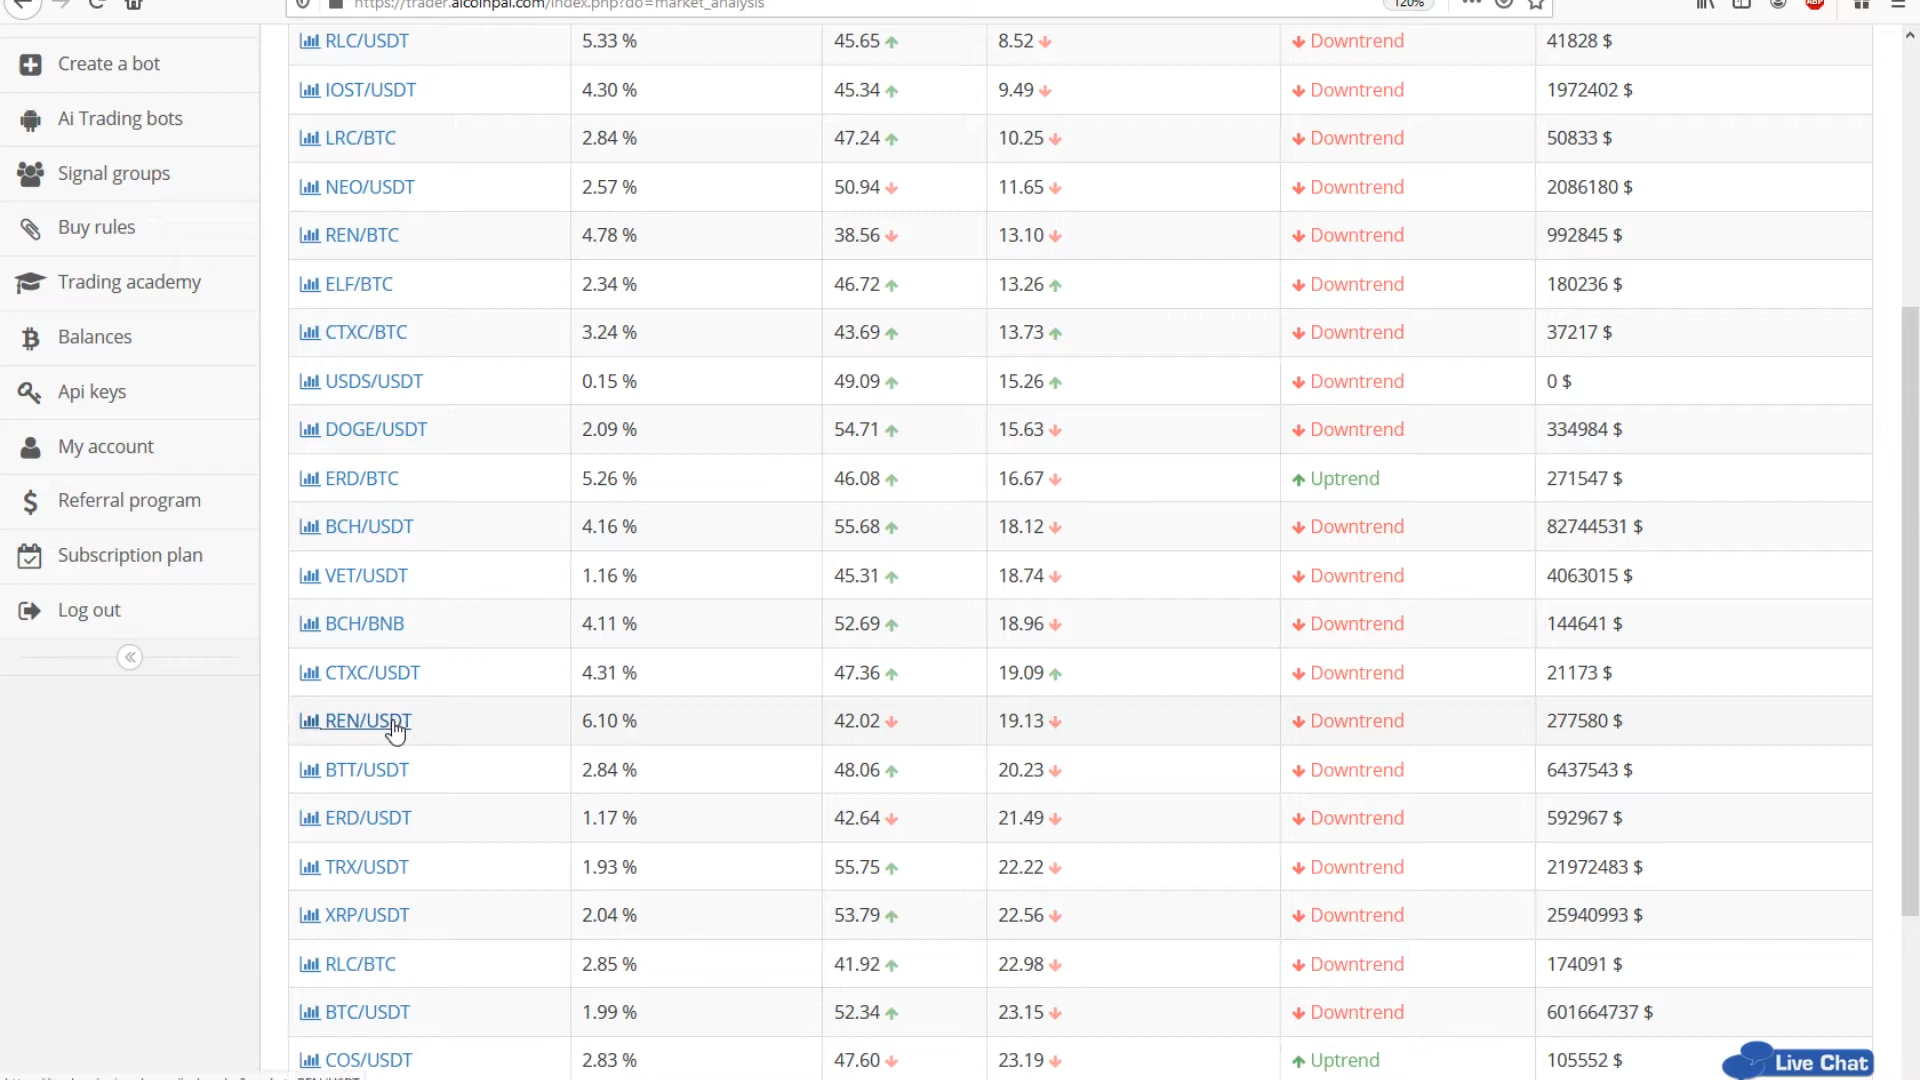 https://trader.aicoinpal.com/index.php?do=market_analysis 120%
Create a bot
Ai Trading bots
Signal groups
Buy rules
Trading academy
Balances
Api keys
My account
Referral program
Subscription plan
Log out
RLC/USDT 5.33 % 45.65 8.52 Downtrend 41828 $
IOST/USDT 4.30 % 45.34 9.49 Downtrend 1972402 $
LRC/BTC 2.84 % 47.24 10.25 Downtrend 50833 $
NEO/USDT 2.57 % 50.94 11.65 Downtrend 2086180 $
REN/BTC 4.78 % 38.56 13.10 Downtrend 992845 $
ELF/BTC 2.34 % 46.72 13.26 Downtrend 180236 $
CTXC/BTC 3.24 % 43.69 13.73 Downtrend 37217 $
USDS/USDT 0.15 % 49.09 15.26 Downtrend 0 $
DOGE/USDT 2.09 % 54.71 15.63 Downtrend 334984 $
ERD/BTC 5.26 % 46.08 16.67 Uptrend 271547 $
BCH/USDT 4.16 % 55.68 18.12 Downtrend 82744531 $
VET/USDT 1.16 % 45.31 18.74 Downtrend 4063015 $
BCH/BNB 4.11 % 52.69 18.96 Downtrend 144641 $
CTXC/USDT 4.31 % 47.36 19.09 Downtrend 21173 $
REN/USDT 6.10 % 42.02 19.13 Downtrend 277580 $
BTT/USDT 2.84 % 48.06 20.23 Downtrend 6437543 $
ERD/USDT 1.17 % 42.64 21.49 Downtrend 592967 $
TRX/USDT 1.93 % 55.75 22.22 Downtrend 21972483 $
XRP/USDT 2.04 % 53.79 22.56 Downtrend 25940993 $
RLC/BTC 2.85 % 41.92 22.98 Downtrend 174091 $
BTC/USDT 1.99 % 52.34 23.15 Downtrend 601664737 $
COS/USDT 2.83 % 47.60 23.19 Uptrend 105552 $
Live Chat